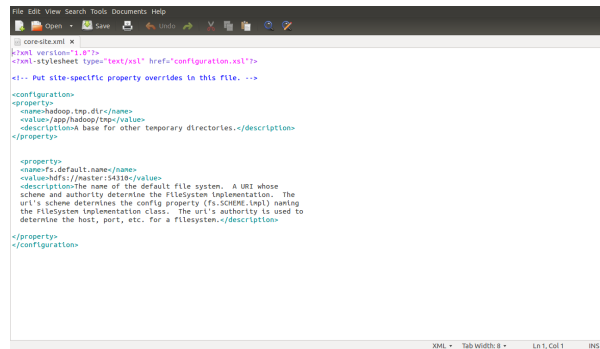 File Edit View Search Tools Documents Help
Open Save Undo
core-site.xml ×
<?xml version="1.0"?>
<?xml-stylesheet type="text/xsl" href="configuration.xsl"?>
<!-- Put site-specific property overrides in this file. -->
<configuration>
<property>
<name>hadoop.tmp.dir</name>
<value>/app/hadoop/tmp</value>
<description>A base for other temporary directories.</description>
</property>
<property>
<name>fs.default.name</name>
<value>hdfs://master:54310</value>
<description>The name of the default file system. A URI whose
scheme and authority determine the FileSystem implementation. The
uri's scheme determines the config property (fs.SCHEME.impl) naming
the FileSystem implementation class. The uri's authority is used to
determine the host, port, etc. for a filesystem.</description>
</property>
</configuration>
XML Tab Width: 8 Ln 1, Col 1 INS